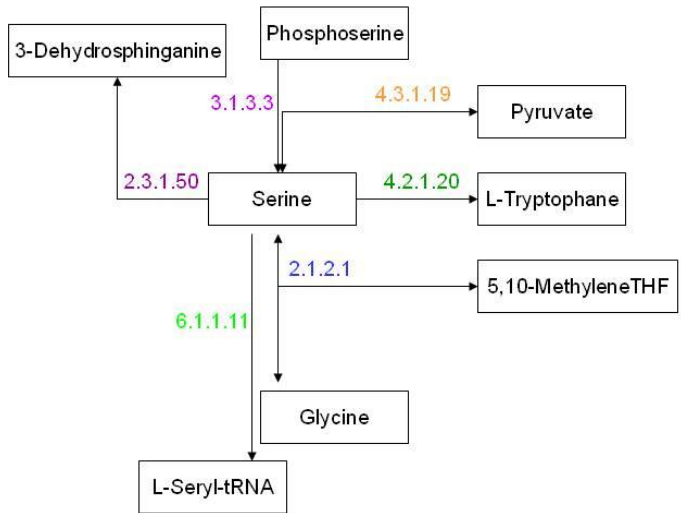 Phosphoserine
3-Dehydrosphinganine
3.1.3.3
4.3.1.19
Pyruvate
2.3.1.50
4.2.1.20
Serine
L-Tryptophane
2.1.2.1
5,10-MethyleneTHF
6.1.1.11
Glycine
L-Seryl-tRNA